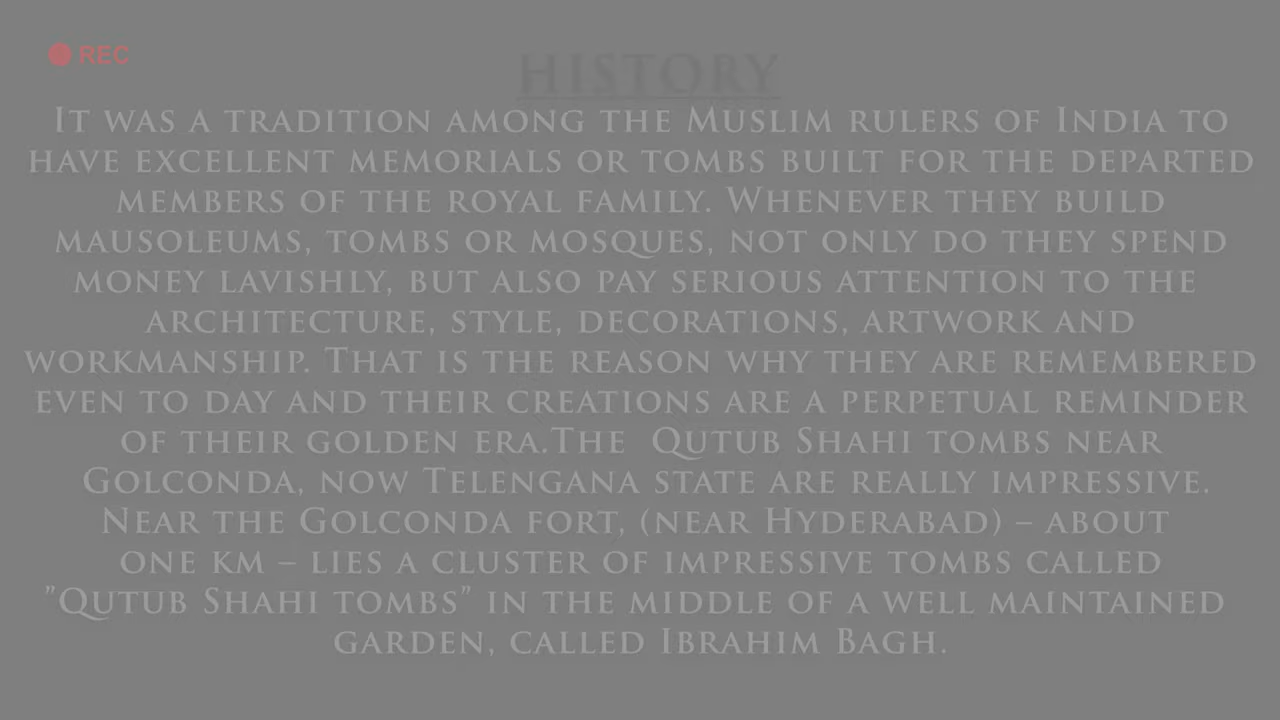 REC
HISTORY
It was a tradition among the Muslim rulers of India to
have excellent memorials or tombs built for the departed
members of the royal family. Whenever they build
mausoleums, tombs or mosques, not only do they spend
money lavishly, but also pay serious attention to the
architecture, style, decorations, artwork and
workmanship. That is the reason why they are remembered
even to day and their creations are a perpetual reminder
of their golden era.The Qutub Shahi tombs near
Golconda, now Telengana state are really impressive.
Near the Golconda fort, (near Hyderabad) – about
one km – lies a cluster of impressive tombs called
"Qutub Shahi tombs" in the middle of a well maintained
garden, called Ibrahim Bagh.